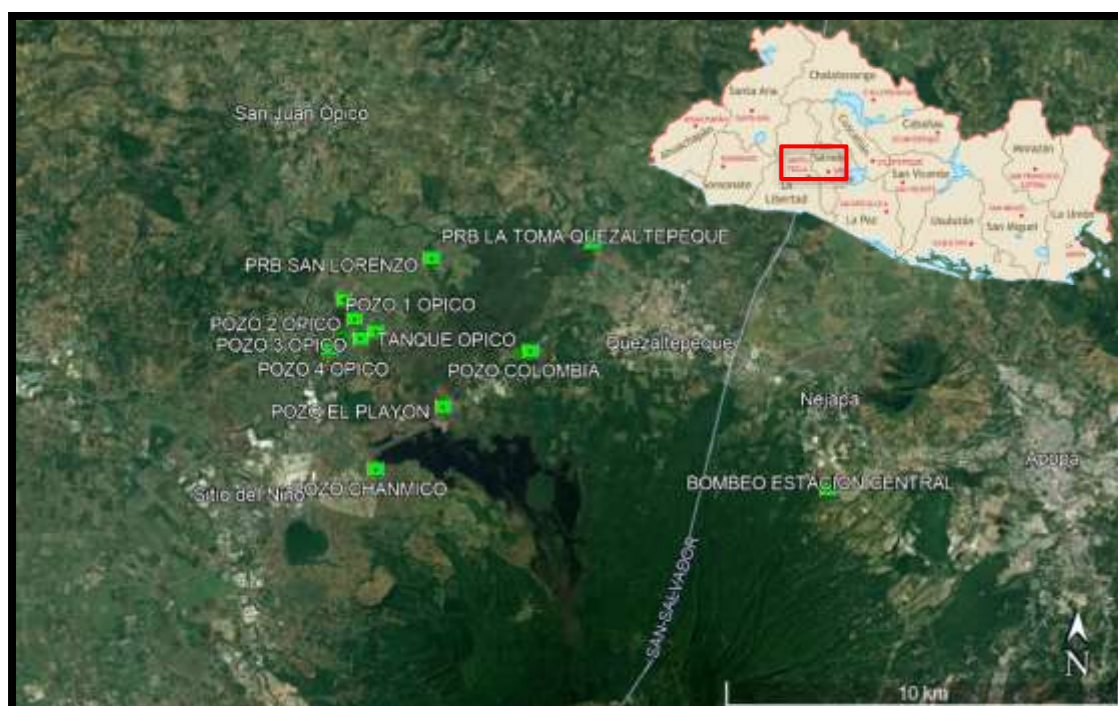 San Juan Opico
PRB LA TOMA QUEZALTEPEQUE
PRB SAN LORENZO
POZO 1 OPICO
POZO 2 OPICO
TANQUE OPICO
POZO 3 OPICO
POZO 4 OPICO
POZO COLOMBIA
Quezaltepeque
POZO EL PLAYON
Nejapa
Apopa
BOMBEO ESTACION CENTRAL
Sitio del Niño
POZO CHANMICO
SAN-SALVADOR
N
10 km
Chalatenango
Santa Ana
Cabañas
Morazán
Ahuachapán
Cuscatlán
San Vicente
Sonsonate
La
Libertad
La Paz
Usulután
San Miguel
La Unión